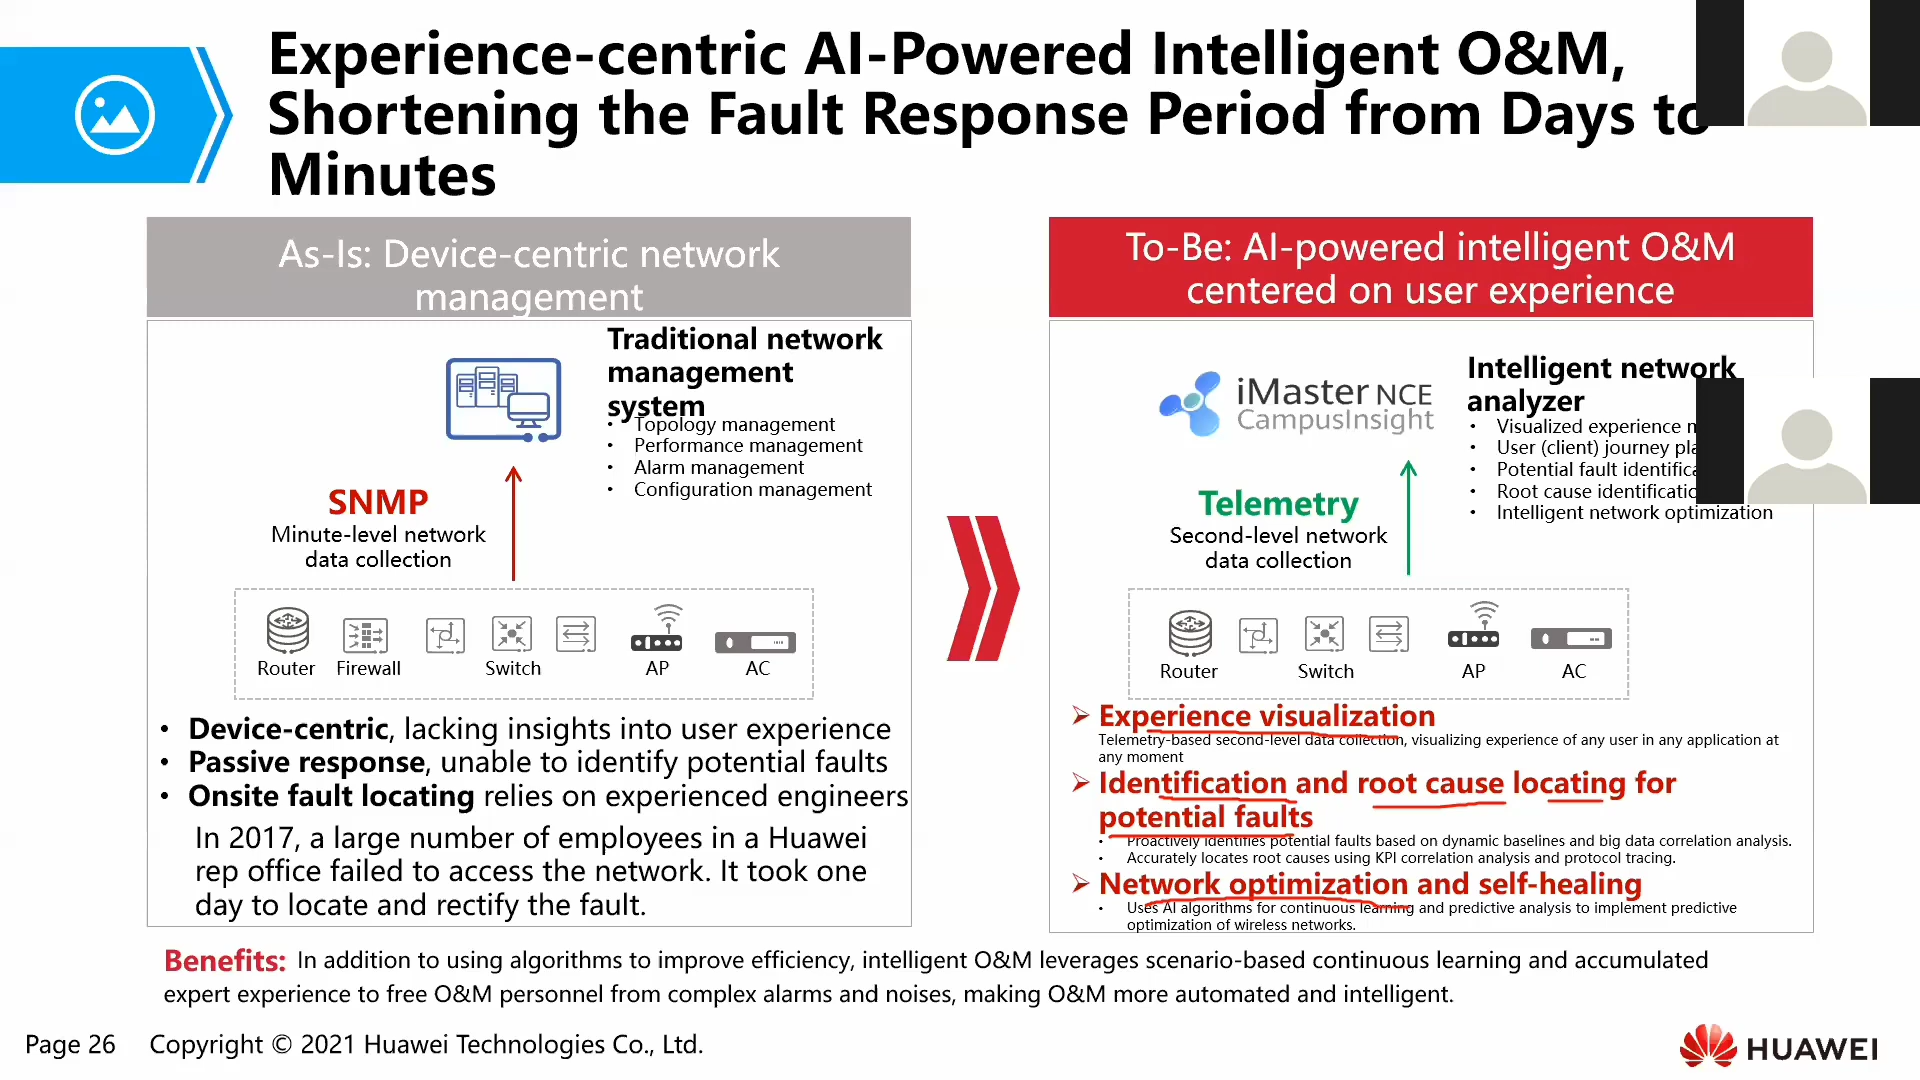 Experience-centric AI-Powered Intelligent O&M,
Shortening the Fault Response Period from Days to
Minutes
As-Is: Device-centric network
management
Traditional network
management
system
• Topology management
• Performance management
• Alarm management
• Configuration management
SNMP
Minute-level network
data collection
Router Firewall Switch AP AC
• Device-centric, lacking insights into user experience
• Passive response, unable to identify potential faults
• Onsite fault locating relies on experienced engineers
In 2017, a large number of employees in a Huawei
rep office failed to access the network. It took one
day to locate and rectify the fault.
To-Be: AI-powered intelligent O&M
centered on user experience
iMaster NCE
CampusInsight
Intelligent network
analyzer
• Visualized experience
• User (client) journey
• Potential fault
• Root cause
• Intelligent network optimization
Telemetry
Second-level network
data collection
Router Switch AP AC
➢ Experience visualization
Telemetry-based second-level data collection, visualizing experience of any user in any application at
any moment
➢ Identification and root cause locating for
potential faults
• Proactively identifies potential faults based on dynamic baselines and big data correlation analysis.
• Accurately locates root causes using KPI correlation analysis and protocol tracing.
➢ Network optimization and self-healing
• Uses AI algorithms for continuous learning and predictive analysis to implement predictive
optimization of wireless networks.
Benefits: In addition to using algorithms to improve efficiency, intelligent O&M leverages scenario-based continuous learning and accumulated
expert experience to free O&M personnel from complex alarms and noises, making O&M more automated and intelligent.
Page 26 Copyright © 2021 Huawei Technologies Co., Ltd.
HUAWEI